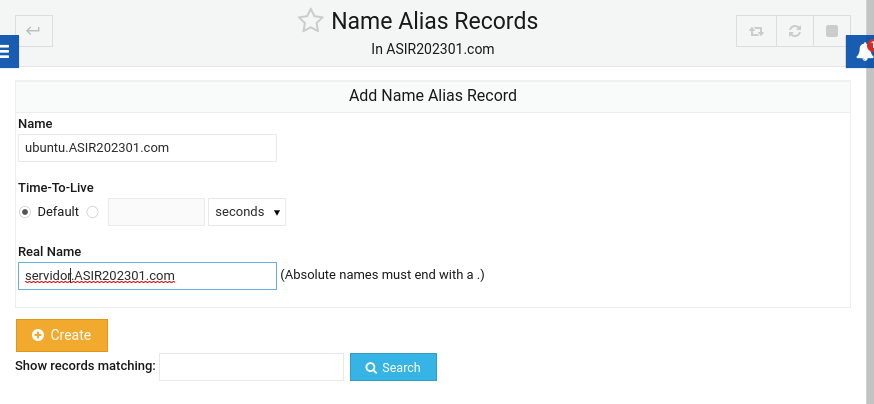 Name Alias Records
In ASIR202301.com
Add Name Alias Record
Name
ubuntu.ASIR202301.com
Time-To-Live
Default seconds
Real Name
servidor.ASIR202301.com (Absolute names must end with a .)
Create
Show records matching: Search